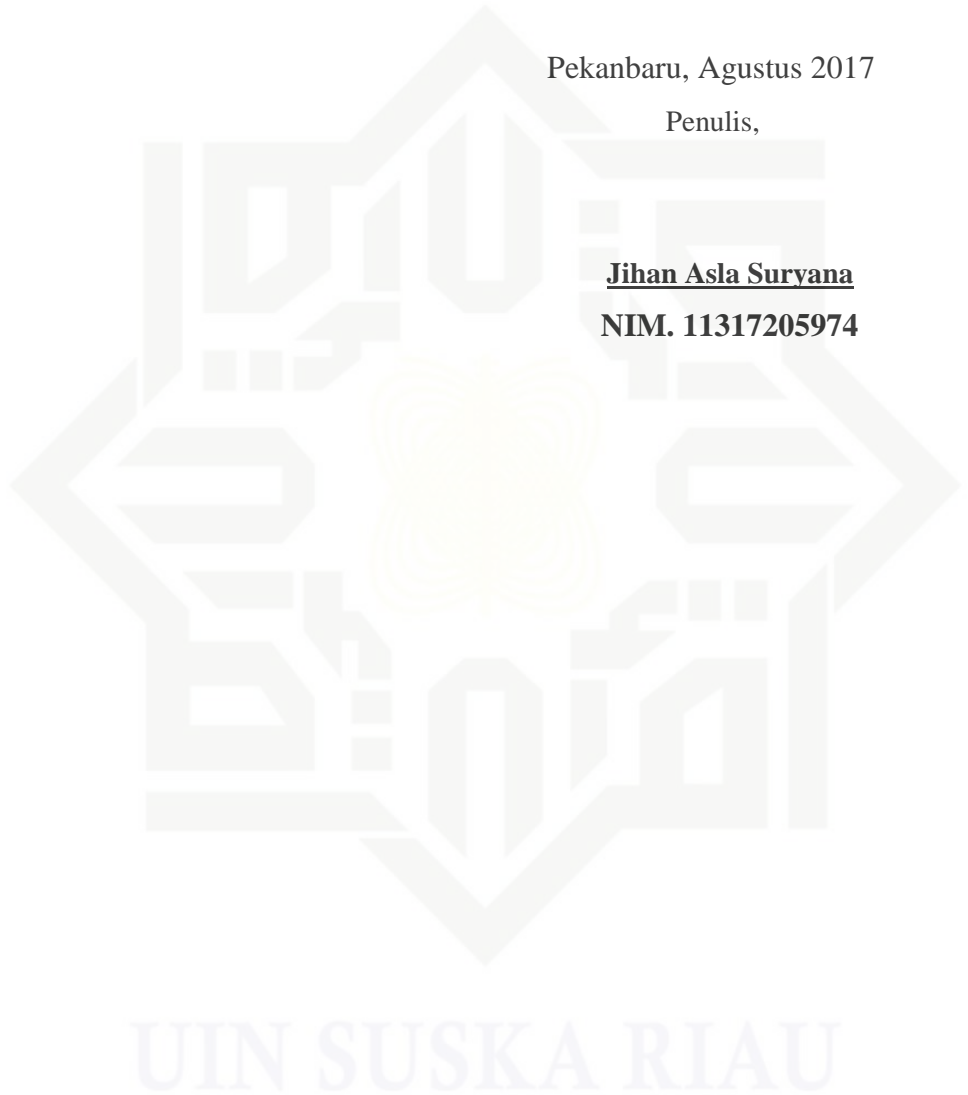 Pekanbaru, Agustus 2017
Penulis,
Jihan Asla Suryana
NIM. 11317205974
UIN SUSKA RIAU